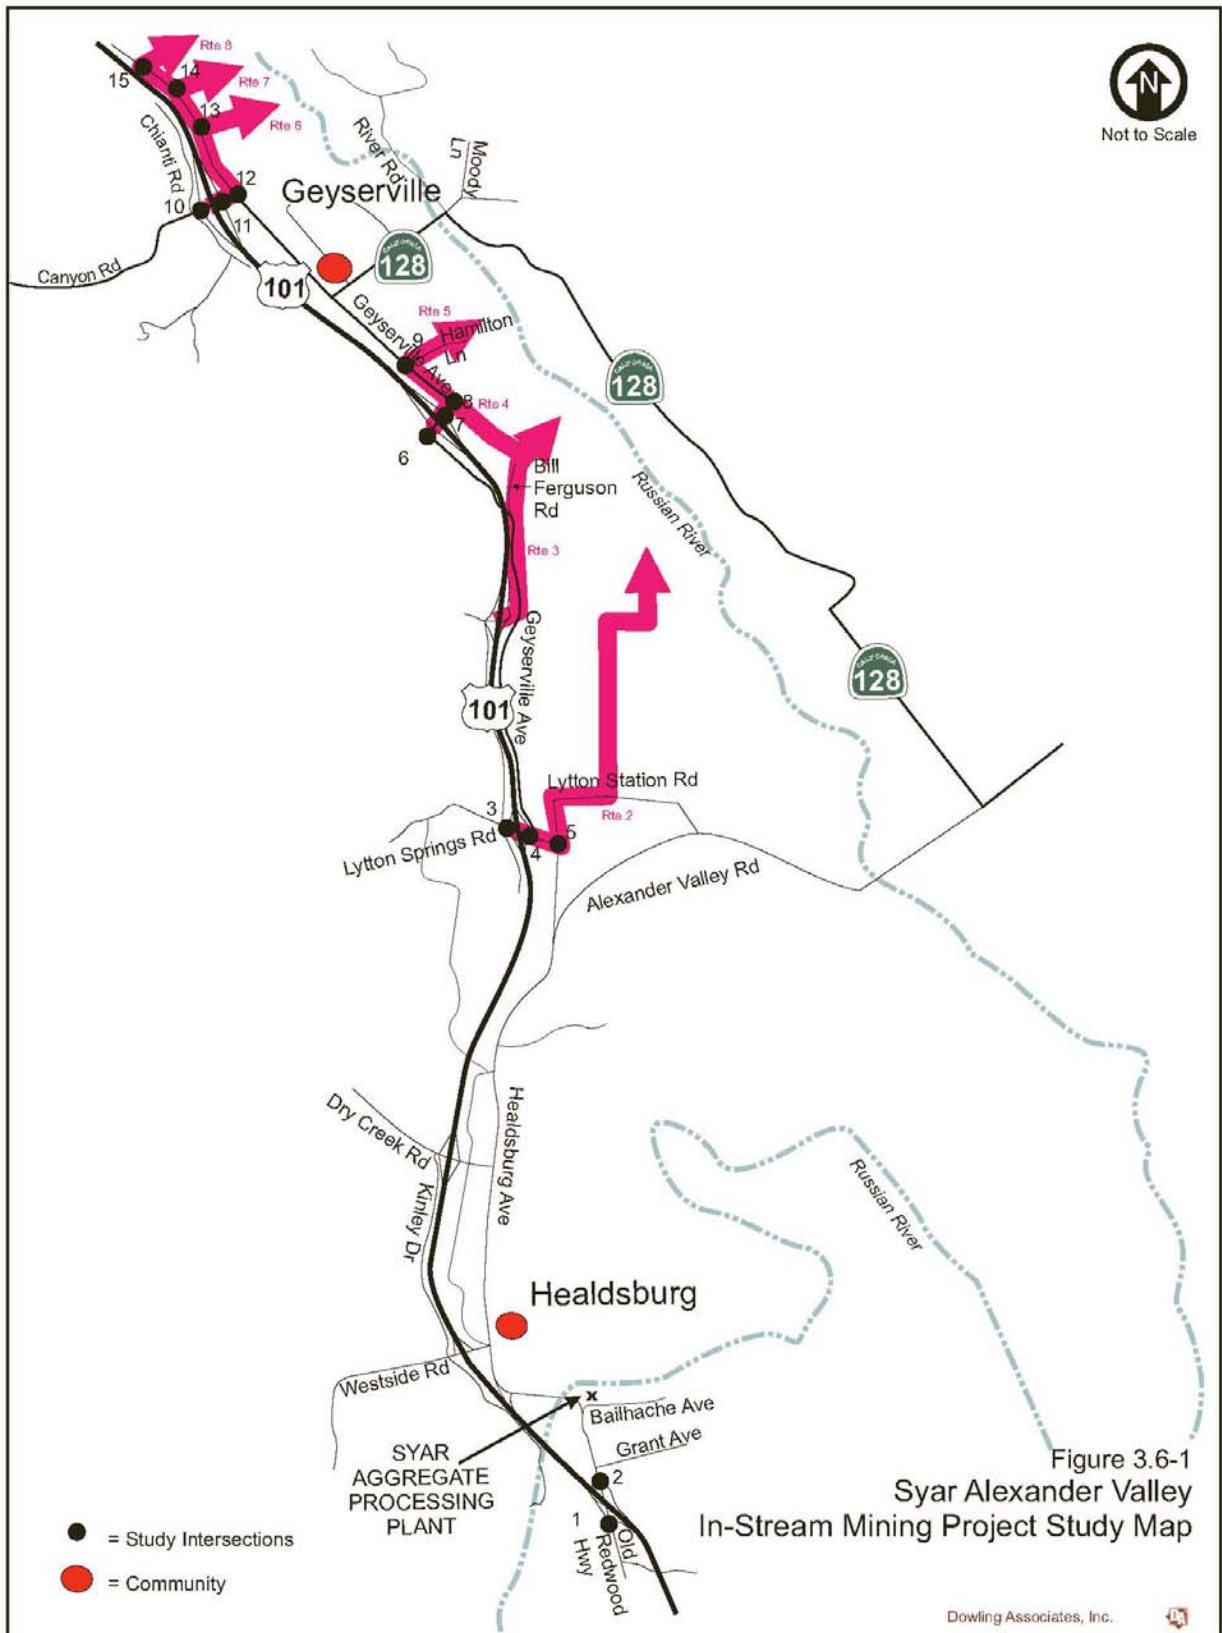 Rte 8
15
14
Rte 7
13
Rte 6
N
Not to Scale
Chianti Rd
River Rd
Moody
Ln
12
10
11
Geyserville
CALIFORNIA
128
Canyon Rd
101
Rte 5
Geyserville Ave
9
Hamilton
Ln
CALIFORNIA
128
8
Rte 4
7
6
Bill
Ferguson
Rd
Russian River
Rte 3
Geyserville Ave
CALIFORNIA
128
101
Lytton Station Rd
3
Rte 2
5
4
Lytton Springs Rd
Alexander Valley Rd
Dry Creek Rd
Healdsburg Ave
Kinley Dr
Russian River
Healdsburg
Westside Rd
x
Bailhache Ave
Grant Ave
SYAR
AGGREGATE
PROCESSING
PLANT
2
1
Old
Redwood
Hwy
Figure 3.6-1
Syar Alexander Valley
In-Stream Mining Project Study Map
= Study Intersections
= Community
Dowling Associates, Inc.
DA